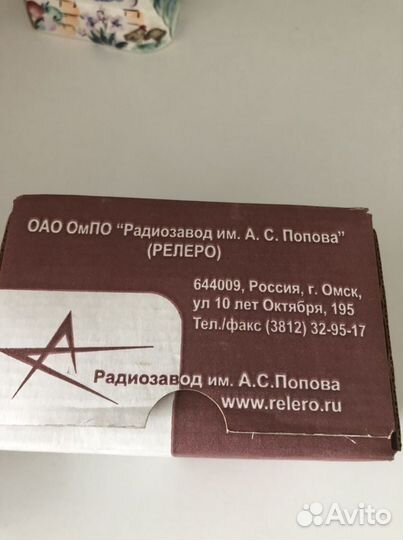 ОАО ОмПО "Радиозавод им. А. С. Попова"
(РЕЛЕРО)
644009, Россия, г. Омск,
ул 10 лет Октября, 195
Тел./факс (3812) 32-95-17
Радиозавод им. А.С.Попова
www.relero.ru
Avito